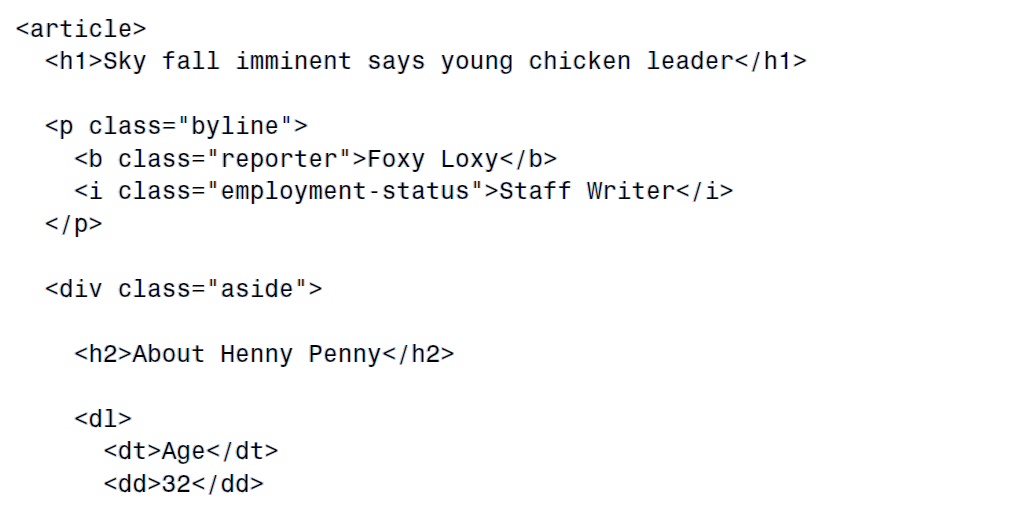 <article>
  <h1>Sky fall imminent says young chicken leader</h1>

  <p class="byline">
    <b class="reporter">Foxy Loxy</b>
    <i class="employment-status">Staff Writer</i>
  </p>

  <div class="aside">

    <h2>About Henny Penny</h2>

    <dl>
      <dt>Age</dt>
      <dd>32</dd>